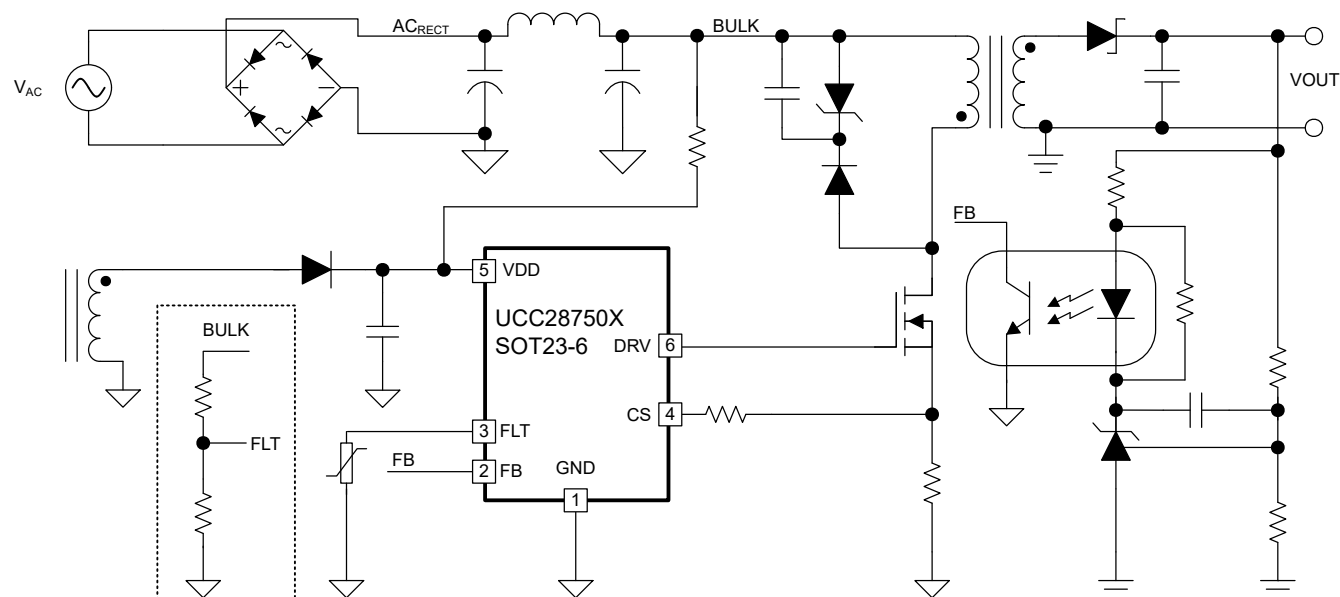 AC_RECT
BULK
V_AC
+
−
~
~
VOUT
FB
5 VDD
UCC28750X
SOT23-6
DRV 6
BULK
CS 4
3 FLT
FLT
FB
2 FB
GND
1